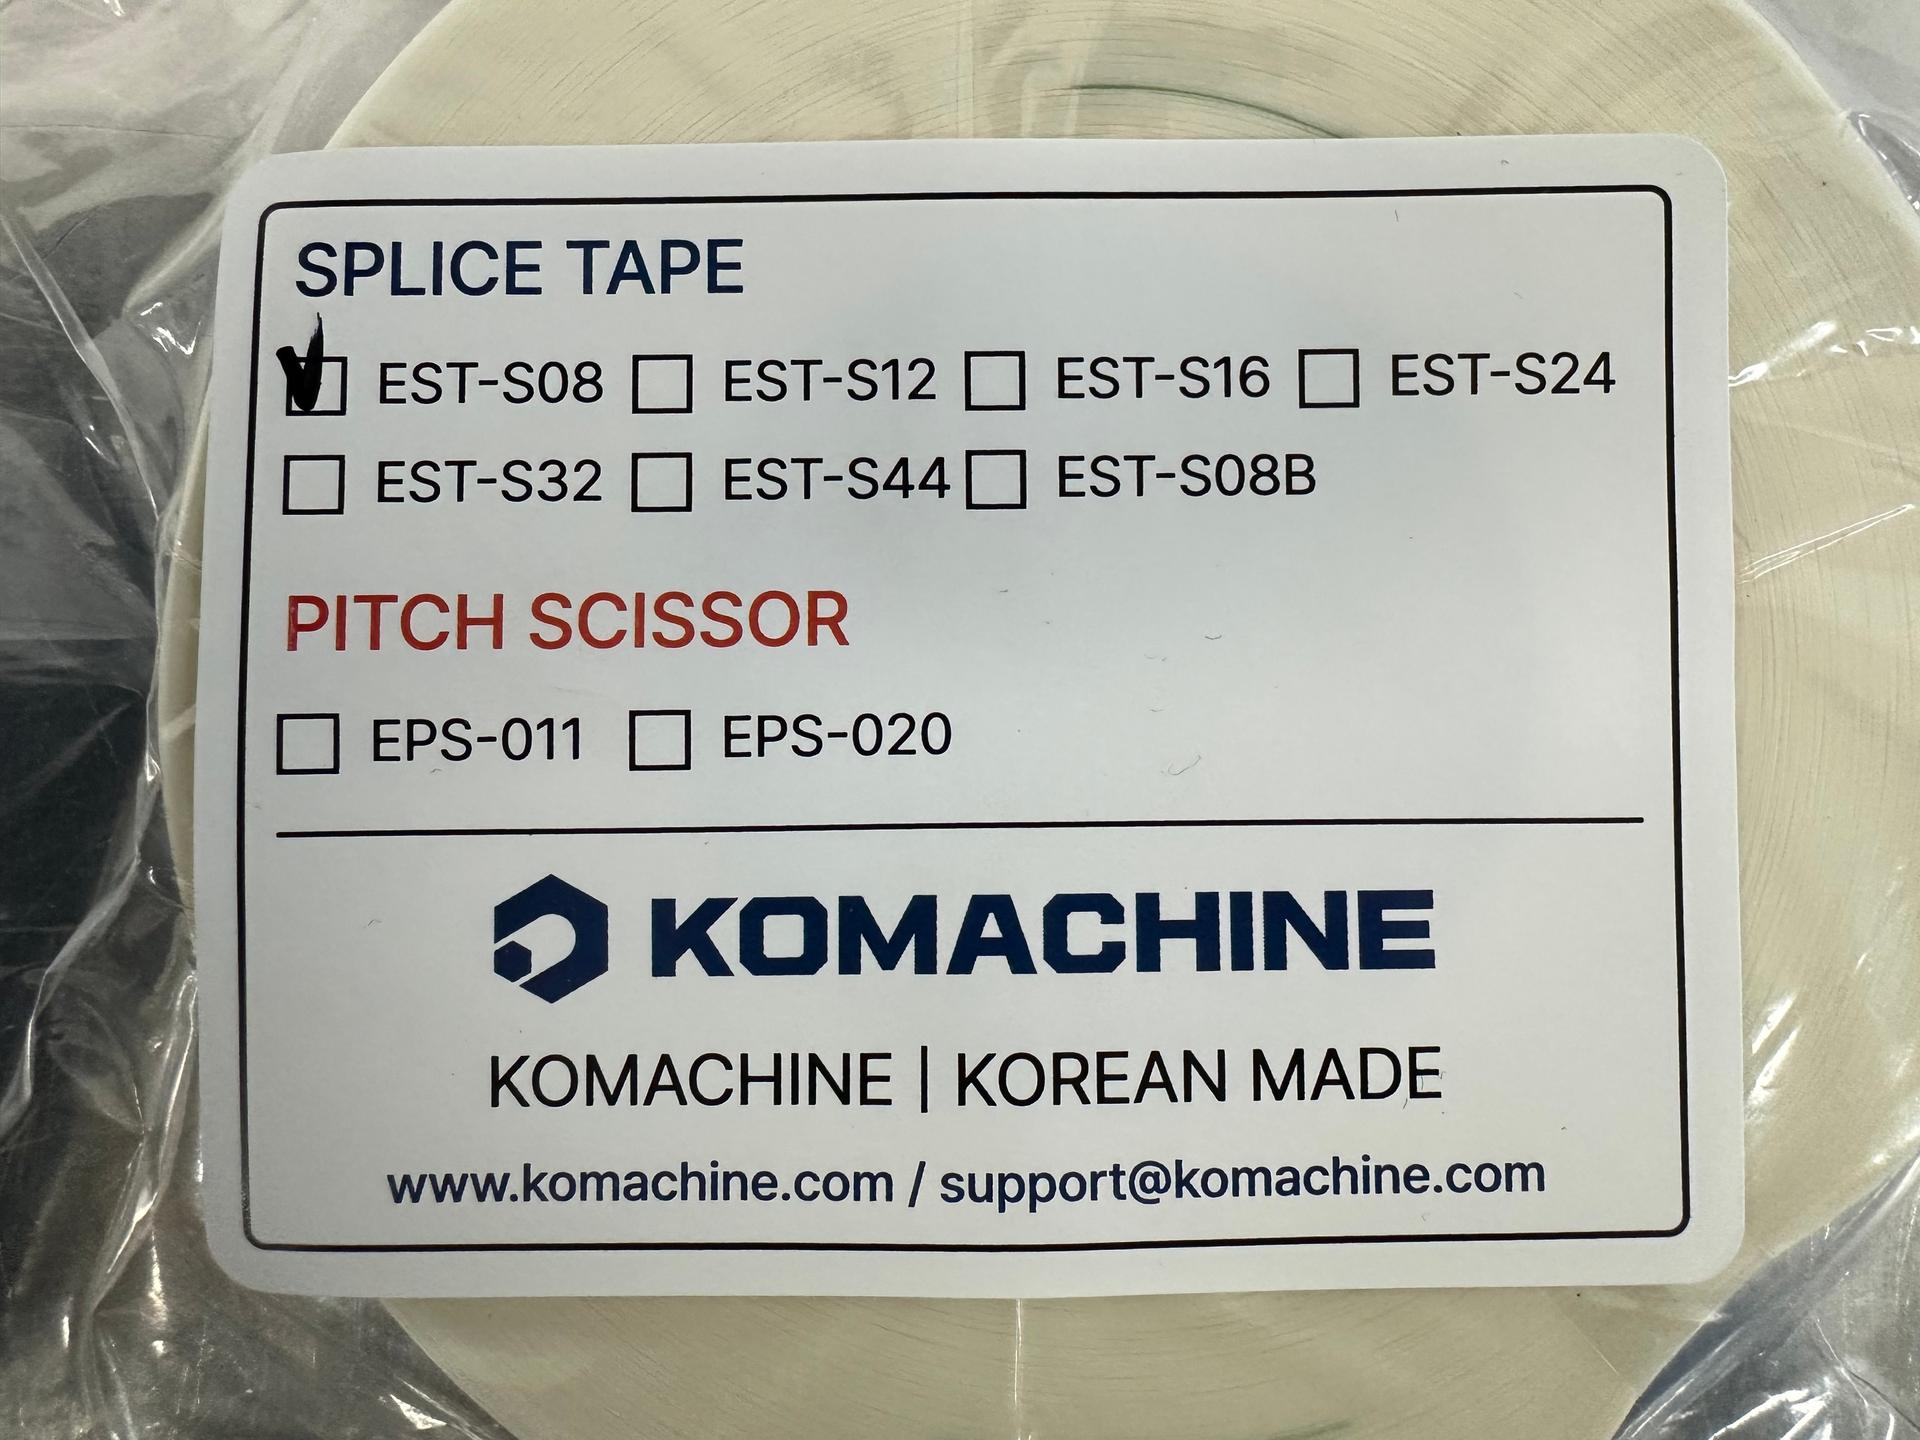 SPLICE TAPE
☑ EST-S08 ☐ EST-S12 ☐ EST-S16 ☐ EST-S24
☐ EST-S32 ☐ EST-S44 ☐ EST-S08B
PITCH SCISSOR
☐ EPS-011 ☐ EPS-020
KOMACHINE
KOMACHINE | KOREAN MADE
www.komachine.com / support@komachine.com